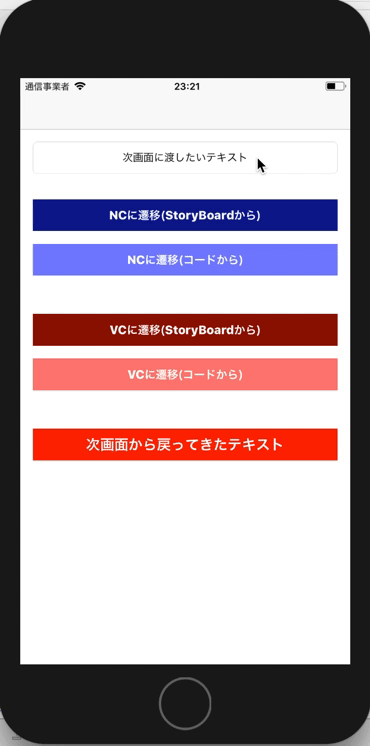 通信事業者 23:21
次画面に渡したいテキスト
NCに遷移(StoryBoardから)
NCに遷移(コードから)
VCに遷移(StoryBoardから)
VCに遷移(コードから)
次画面から戻ってきたテキスト